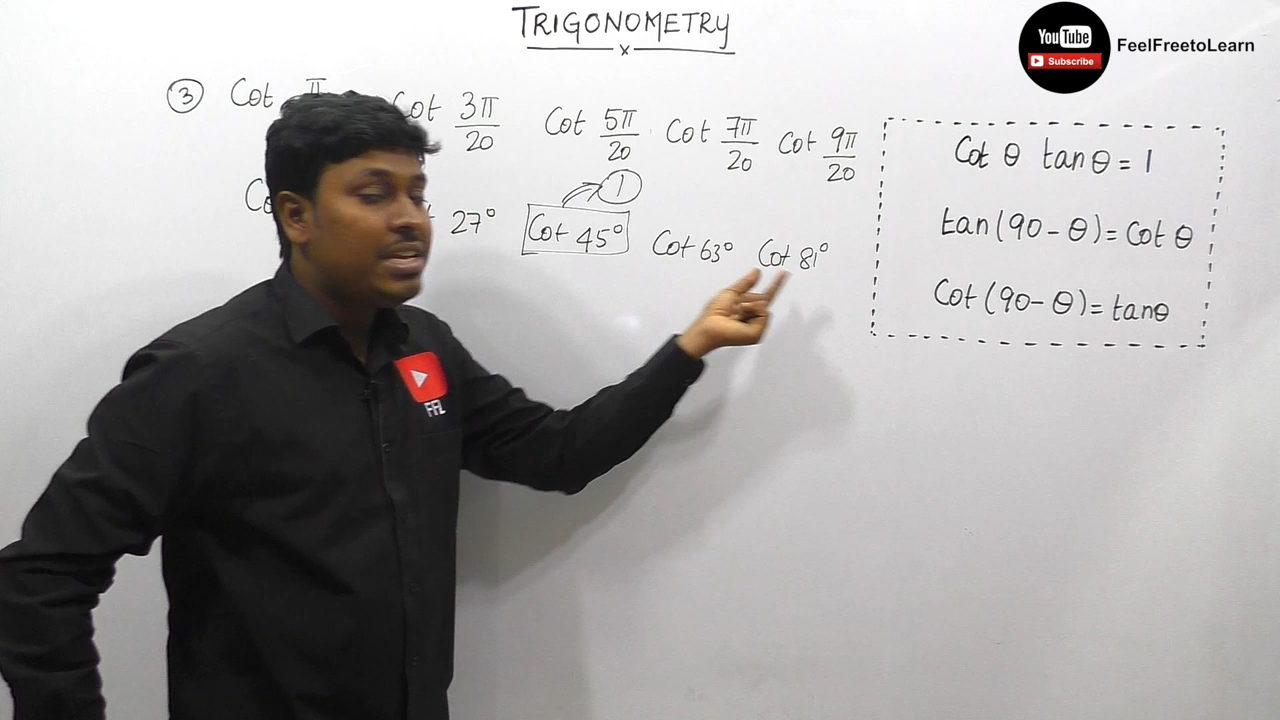 TRIGONOMETRY
x
YouTube
Subscribe
FeelFreetoLearn
③ Cot π Cot 3π/20 Cot 5π/20 Cot 7π/20 Cot 9π/20
27° Cot 45° → 1 Cot 63° Cot 81°
Cot θ tan θ = 1
tan(90 - θ) = Cot θ
Cot(90 - θ) = tanθ
FFL